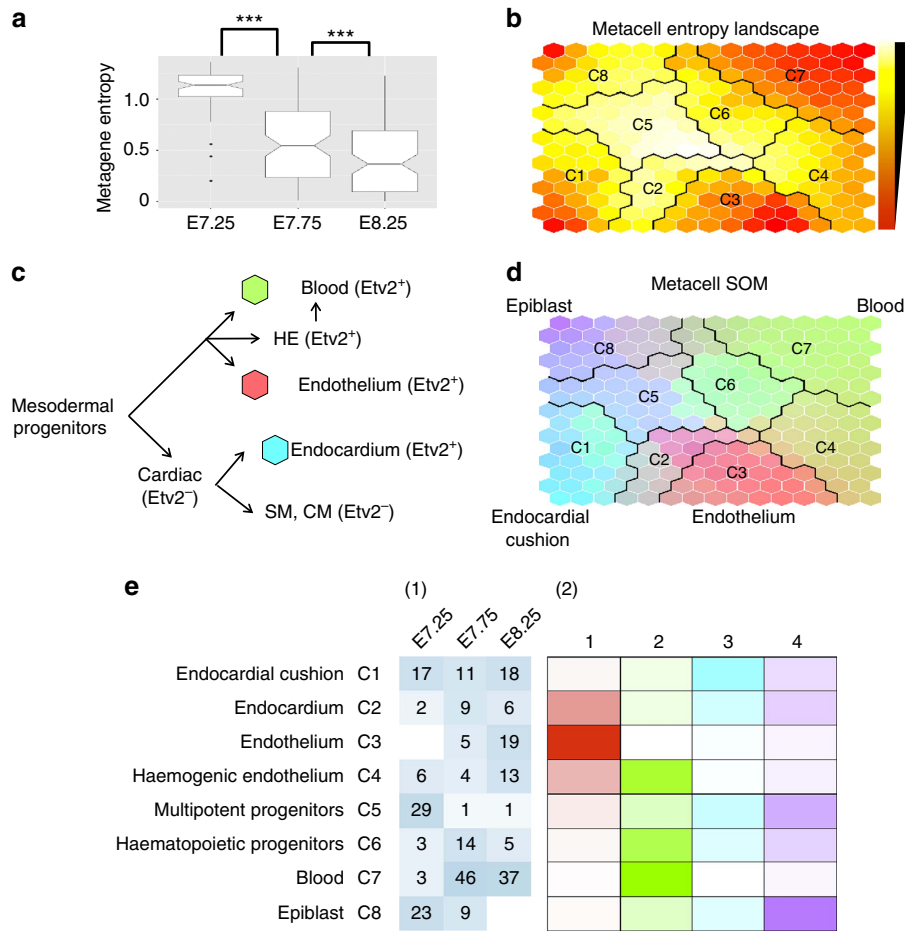 a
***
***
Metagene entropy
1.0
0.5
0
E7.25
E7.75
E8.25
b
Metacell entropy landscape
C8
C7
C6
C5
C1
C2
C4
C3
c
Blood (Etv2+)
HE (Etv2+)
Endothelium (Etv2+)
Mesodermal
progenitors
Endocardium (Etv2+)
Cardiac
(Etv2−)
SM, CM (Etv2−)
d
Metacell SOM
Epiblast
Blood
C8
C7
C6
C5
C1
C4
C2
C3
Endocardial
cushion
Endothelium
e
(1)
(2)
E7.25 E7.75 E8.25
1 2 3 4
Endocardial cushion C1 17 11 18
Endocardium C2 2 9 6
Endothelium C3 5 19
Haemogenic endothelium C4 6 4 13
Multipotent progenitors C5 29 1 1
Haematopoietic progenitors C6 3 14 5
Blood C7 3 46 37
Epiblast C8 23 9